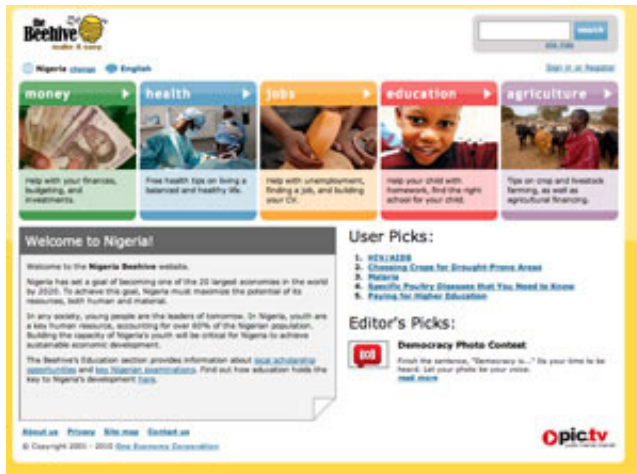 the
Beehive
make it easy
search
site map
Nigeria change English
Sign in or Register
money
health
jobs
education
agriculture
Help with your finances,
budgeting, and
investments.
Free health tips on living a
balanced and healthy life.
Help with unemployment,
finding a job, and building
your CV.
Help your child with
homework, find the right
school for your child.
Tips on crop and livestock
farming, as well as
agricultural financing.
Welcome to Nigeria!
Welcome to the Nigeria Beehive website.
Nigeria has set a goal of becoming one of the 20 largest economies in the world
by 2020. To achieve this goal, Nigeria must maximize the potential of its
resources, both human and material.
In any society, young people are the leaders of tomorrow. In Nigeria, youth are
a key human resource, accounting for over 60% of the Nigerian population.
Building the capacity of Nigeria's youth will be critical for Nigeria to achieve
sustainable economic development.
The Beehive's Education section provides information about local scholarship
opportunities and key Nigerian examinations. Find out how education holds the
key to Nigeria's development here.
User Picks:
1. HIV/AIDS
2. Choosing Crops for Drought-Prone Areas
3. Malaria
4. Specific Poultry Diseases that You Need to Know
5. Paying for Higher Education
Editor's Picks:
Democracy Photo Contest
Finish the sentence, "Democracy is..." Its your time to be
heard. Let your photo be your voice.
read more
About us Privacy Site map Contact us
© Copyright 2001 - 2010 One Economy Corporation
pic.tv